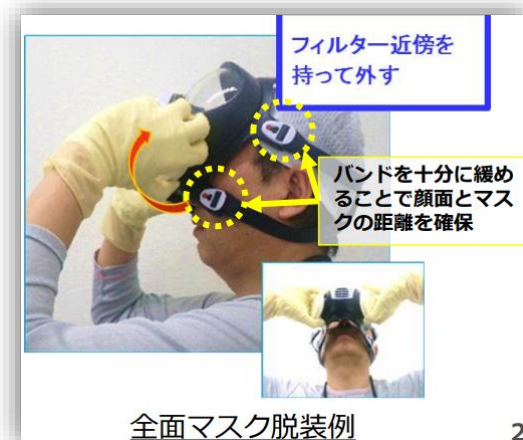 フィルター近傍を
持って外す
バンドを十分に緩め
ることで顔面とマス
クの距離を確保
全面マスク脱装例
2